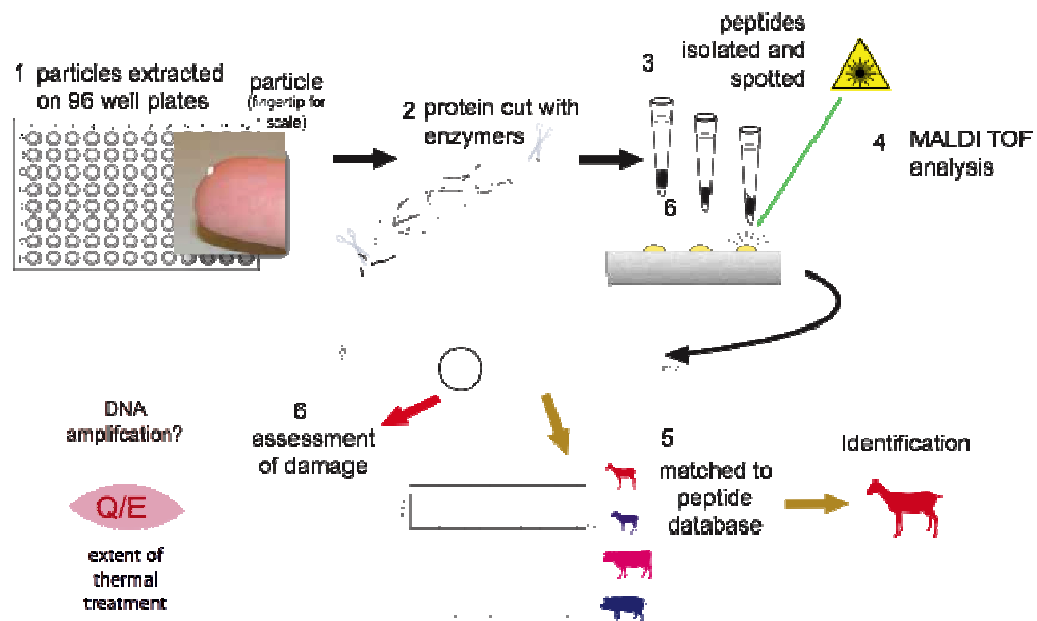 1 particles extracted
on 96 well plates
particle
(fingertip for
scale)
2 protein cut with
enzymers
3
peptides
isolated and
spotted
4 MALDI TOF
analysis
6
DNA
amplifcation?
Q/E
extent of
thermal
treatment
6
assessment
of damage
5
matched to
peptide
database
Identification